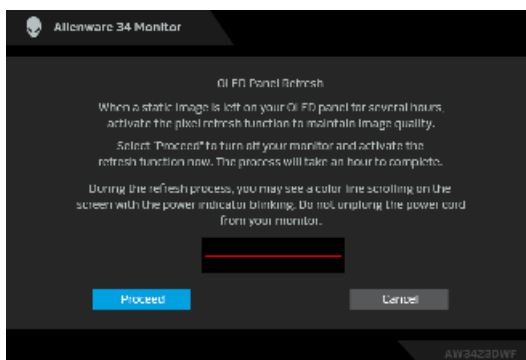 Alienware 34 Monitor
OLED Panel Refresh
When a static image is left on your OLED panel for several hours,
activate the pixel refresh function to maintain image quality.
Select "Proceed" to turn off your monitor and activate the
refresh function now. The process will take an hour to complete.
During the refresh process, you may see a color line scrolling on the
screen with the power indicator blinking. Do not unplung the power cord
from your monitor.
Proceed
Cancel
AW3423DWF